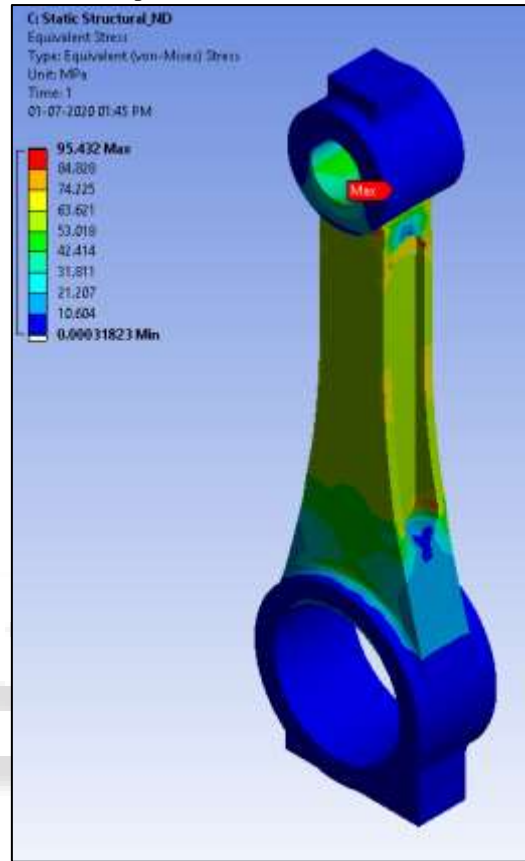 C: Static Structural_ND
Equivalent Stress
Type: Equivalent (von-Mises) Stress
Unit: MPa
Time: 1
01-07-2020 01:45 PM
95.432 Max
84.828
74.225
63.621
53.018
42.414
31.811
21.207
10.604
0.00031823 Min
Max